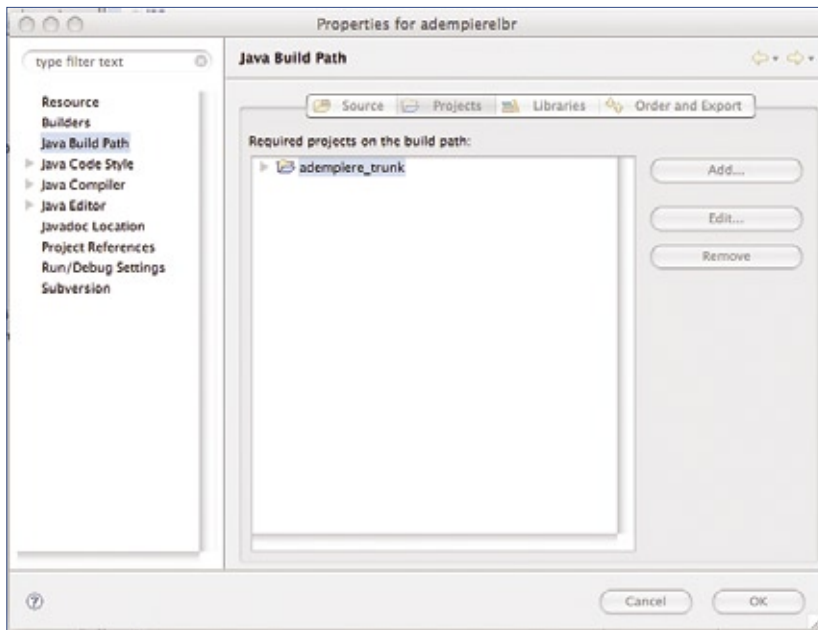 Properties for adempierelbr
type filter text
Java Build Path
Resource
Builders
Java Build Path
Java Code Style
Java Compiler
Java Editor
Javadoc Location
Project References
Run/Debug Settings
Subversion
Source Projects Libraries Order and Export
Required projects on the build path:
adempiere_trunk
Add...
Edit...
Remove
Cancel OK